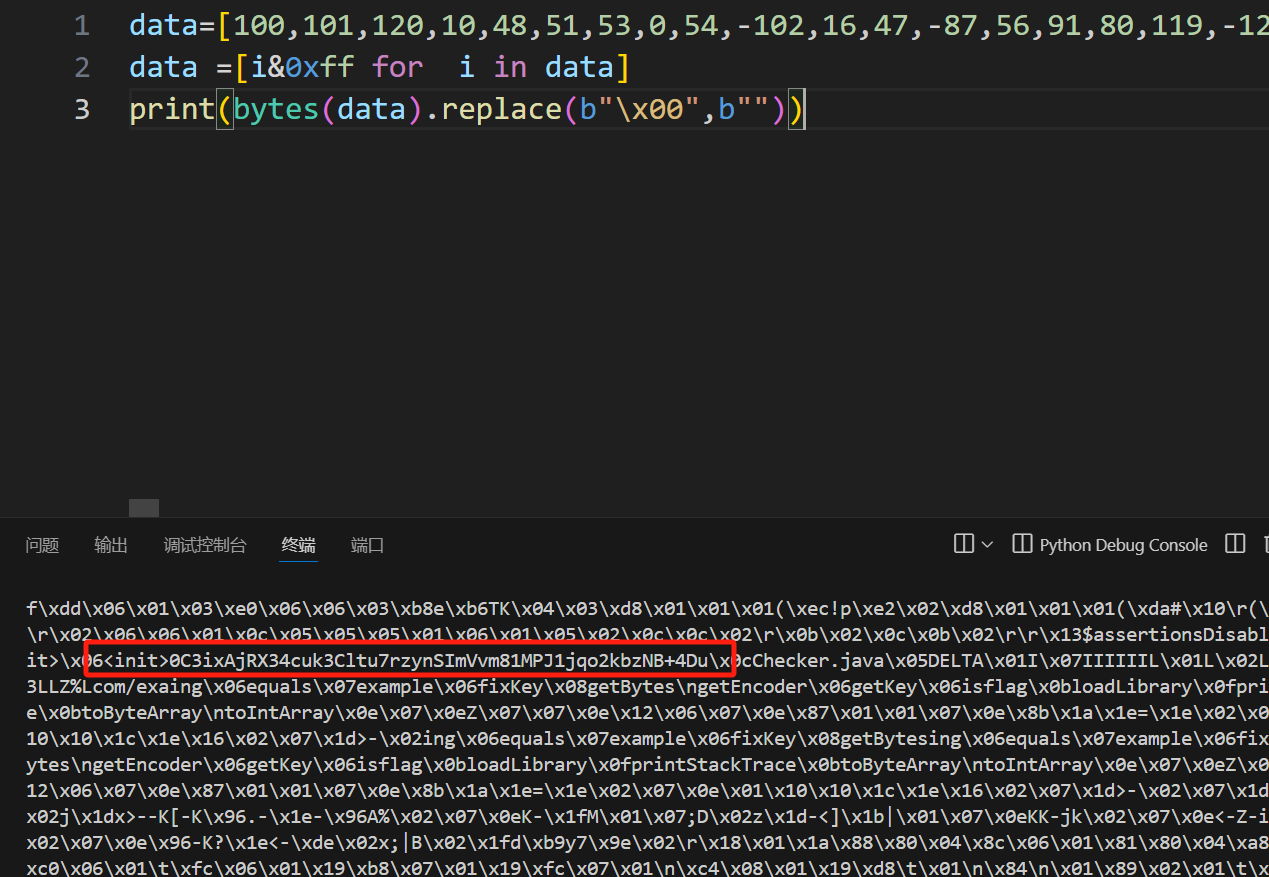 1 data=[100,101,120,10,48,51,53,0,54,-102,16,47,-87,56,91,80,119,-12
2 data =[i&0xff for  i in data]
3 print(bytes(data).replace(b"\x00",b""))
问题 输出 调试控制台 终端 端口 Python Debug Console
f\xdd\x06\x01\x03\xe0\x06\x06\x03\xb8e\xb6TK\x04\x03\xd8\x01\x01\x01(\xec!p\xe2\x02\xd8\x01\x01\x01(\xda#\x10\r(\
\r\x02\x06\x06\x01\x0c\x05\x05\x05\x01\x06\x01\x05\x02\x0c\x0c\x02\r\x0b\x02\x0c\x0b\x02\r\r\x13$assertionsDisabl
it>\x06<init>0C3ixAjRX34cuk3Cltu7rzynSImVvm81MPJ1jqo2kbzNB+4Du\x0cChecker.java\x05DELTA\x01I\x07IIIIIIL\x01L\x02L
3LLZ%Lcom/exaing\x06equals\x07example\x06fixKey\x08getBytes\ngetEncoder\x06getKey\x06isflag\x0bloadLibrary\x0fpri
e\x0btoByteArray\ntoIntArray\x0e\x07\x0eZ\x07\x07\x0e\x12\x06\x07\x0e\x87\x01\x01\x07\x0e\x8b\x1a\x1e=\x1e\x02\x0
10\x10\x1c\x1e\x16\x02\x07\x1d>-\x02ing\x06equals\x07example\x06fixKey\x08getBytesing\x06equals\x07example\x06fix
ytes\ngetEncoder\x06getKey\x06isflag\x0bloadLibrary\x0fprintStackTrace\x0btoByteArray\ntoIntArray\x0e\x07\x0eZ\x0
12\x06\x07\x0e\x87\x01\x01\x07\x0e\x8b\x1a\x1e=\x1e\x02\x07\x0e\x01\x10\x10\x1c\x1e\x16\x02\x07\x1d>-\x02\x07\x1d
x02j\x1dx>--K[-K\x96.-\x1e-\x96A%\x02\x07\x0eK-\x1fM\x01\x07;D\x02z\x1d-<]\x1b|\x01\x07\x0eKK-jk\x02\x07\x0e<-Z-i
x02\x07\x0e\x96-K?\x1e<-\xde\x02x;|B\x02\x1fd\xb9y7\x9e\x02\r\x18\x01\x1a\x88\x80\x04\x8c\x06\x01\x81\x80\x04\xa8
xc0\x06\x01\t\xfc\x06\x01\x19\xb8\x07\x01\x19\xfc\x07\x01\n\xc4\x08\x01\x19\xd8\t\x01\n\x84\n\x01\x89\x02\x01\t\x